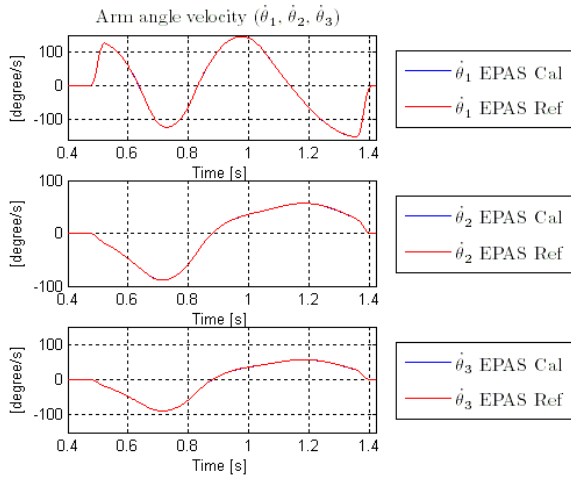 Arm angle velocity (θ̇₁, θ̇₂, θ̇₃)
[degree/s]
100
0
-100
0.4 0.6 0.8 1 1.2 1.4
Time [s]
θ̇₁ EPAS Cal
θ̇₁ EPAS Ref
[degree/s]
100
0
-100
0.4 0.6 0.8 1 1.2 1.4
Time [s]
θ̇₂ EPAS Cal
θ̇₂ EPAS Ref
[degree/s]
100
0
-100
0.4 0.6 0.8 1 1.2 1.4
Time [s]
θ̇₃ EPAS Cal
θ̇₃ EPAS Ref